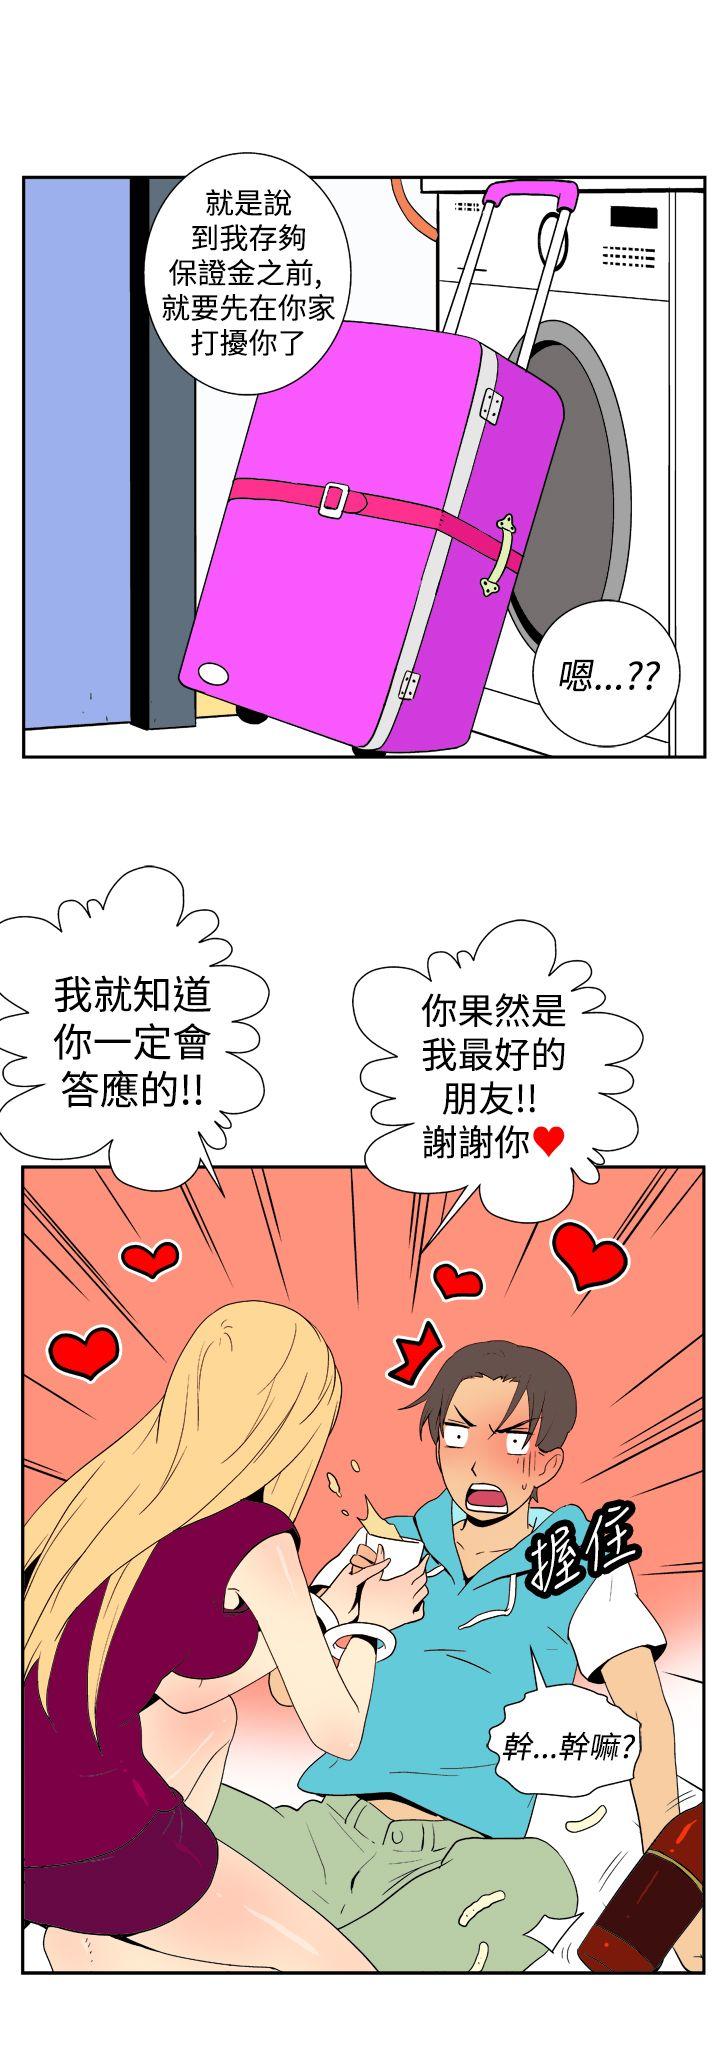 就是說
到我存夠
保證金之前,
就要先在你家
打擾你了
嗯...??
我就知道
你一定會
答應的!!
你果然是
我最好的
朋友!!
謝謝你♥
握住
幹...幹嘛?